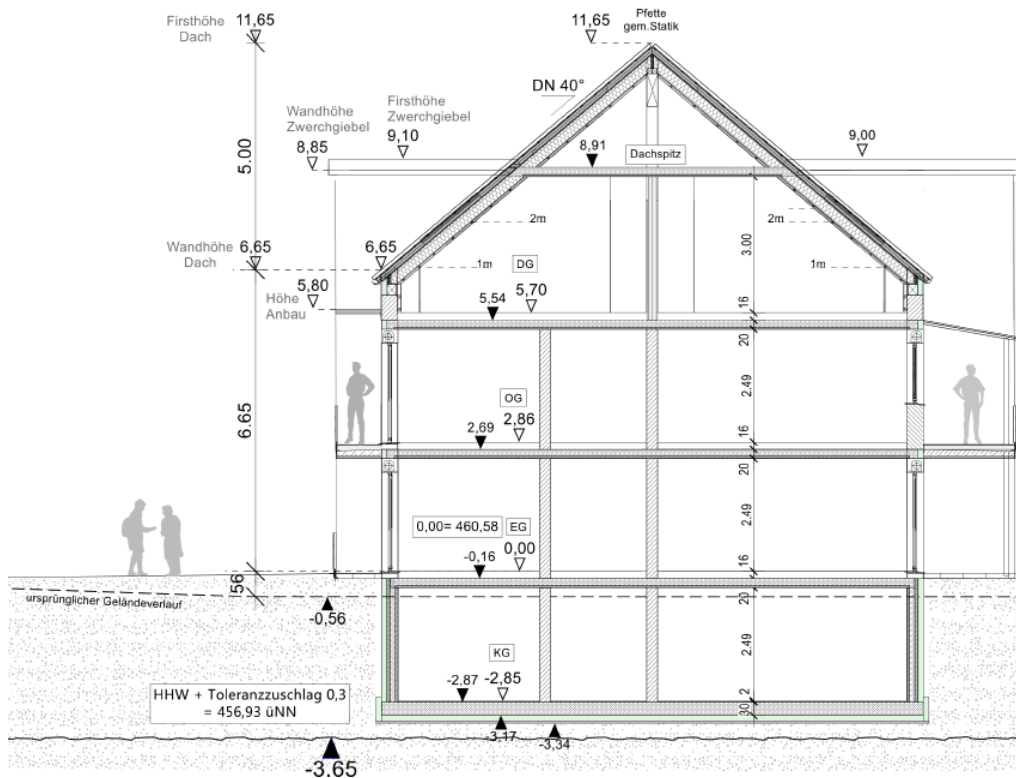 Firsthöhe
Dach
11,65
11,65
Pfette
gem.Statik
DN 40°
Wandhöhe
Zwerchgiebel
8,85
Firsthöhe
Zwerchgiebel
9,10
9,00
8,91
Dachspitz
5.00
2m
2m
3.00
Wandhöhe
6,65
Dach
6,65
1m
DG
1m
5,80
Höhe
Anbau
5,54
5,70
16
20
2.49
OG
2,86
2,69
16
6.65
20
2.49
0,00= 460,58
EG
0,00
-0,16
16
56
ursprünglicher Geländeverlauf
-0,56
20
2.49
KG
-2,87
-2,85
2
HHW + Toleranzzuschlag 0,3
= 456,93 üNN
30
-3,17
-3,34
-3,65